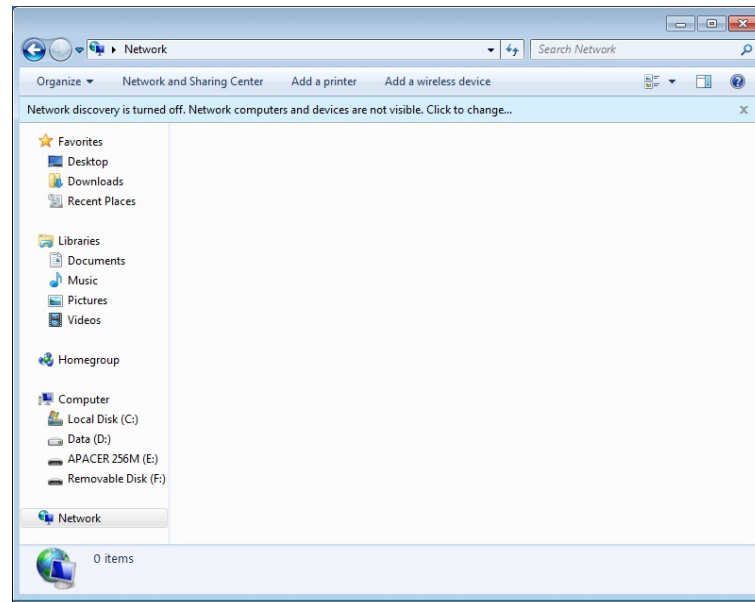 Network
Search Network
Organize
Network and Sharing Center
Add a printer
Add a wireless device
Network discovery is turned off. Network computers and devices are not visible. Click to change...
Favorites
Desktop
Downloads
Recent Places
Libraries
Documents
Music
Pictures
Videos
Homegroup
Computer
Local Disk (C:)
Data (D:)
APACER 256M (E:)
Removable Disk (F:)
Network
0 items